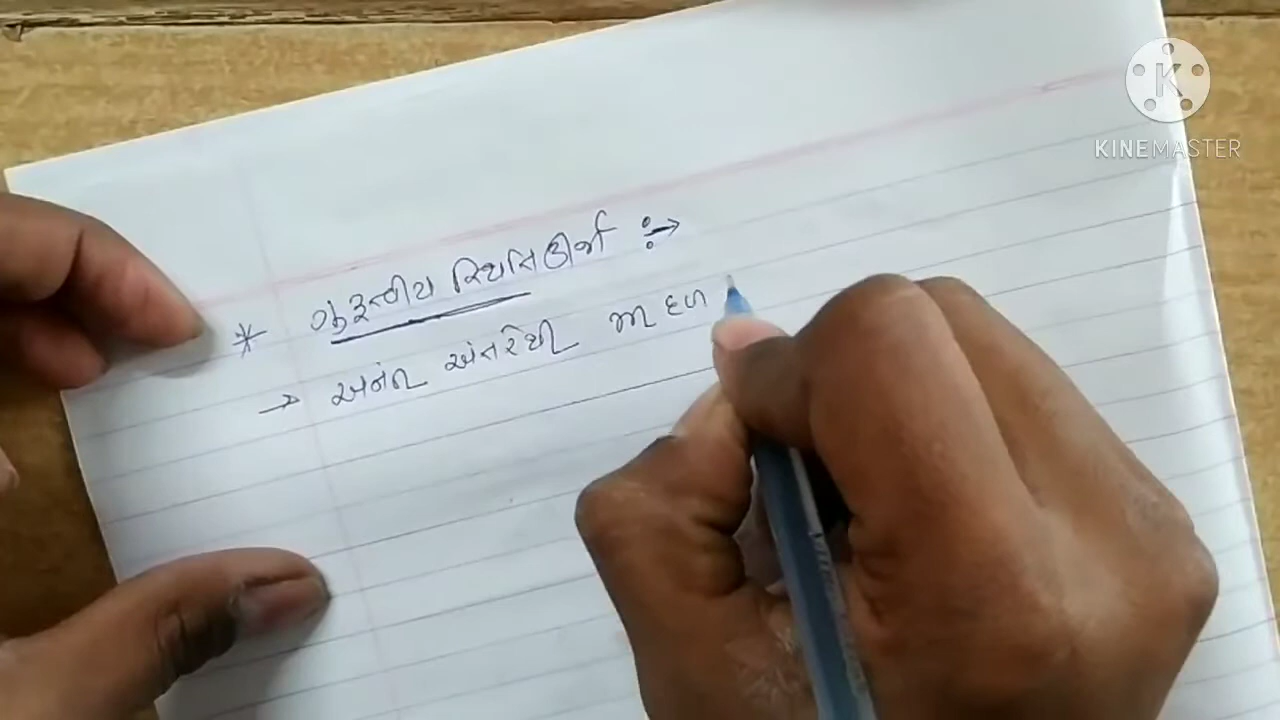 * ગુરુત્વીય સ્થિતિઊર્જા :→
→ અનંત અંતરેથી m દળ
KINEMASTER